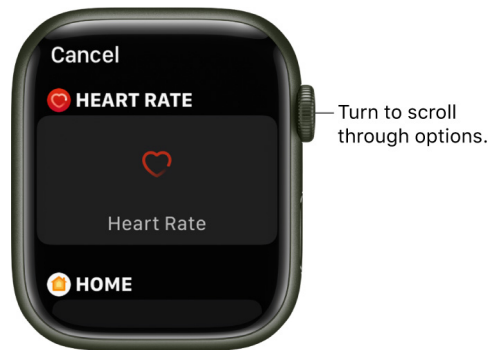 Cancel
HEART RATE
Turn to scroll
through options.
Heart Rate
HOME